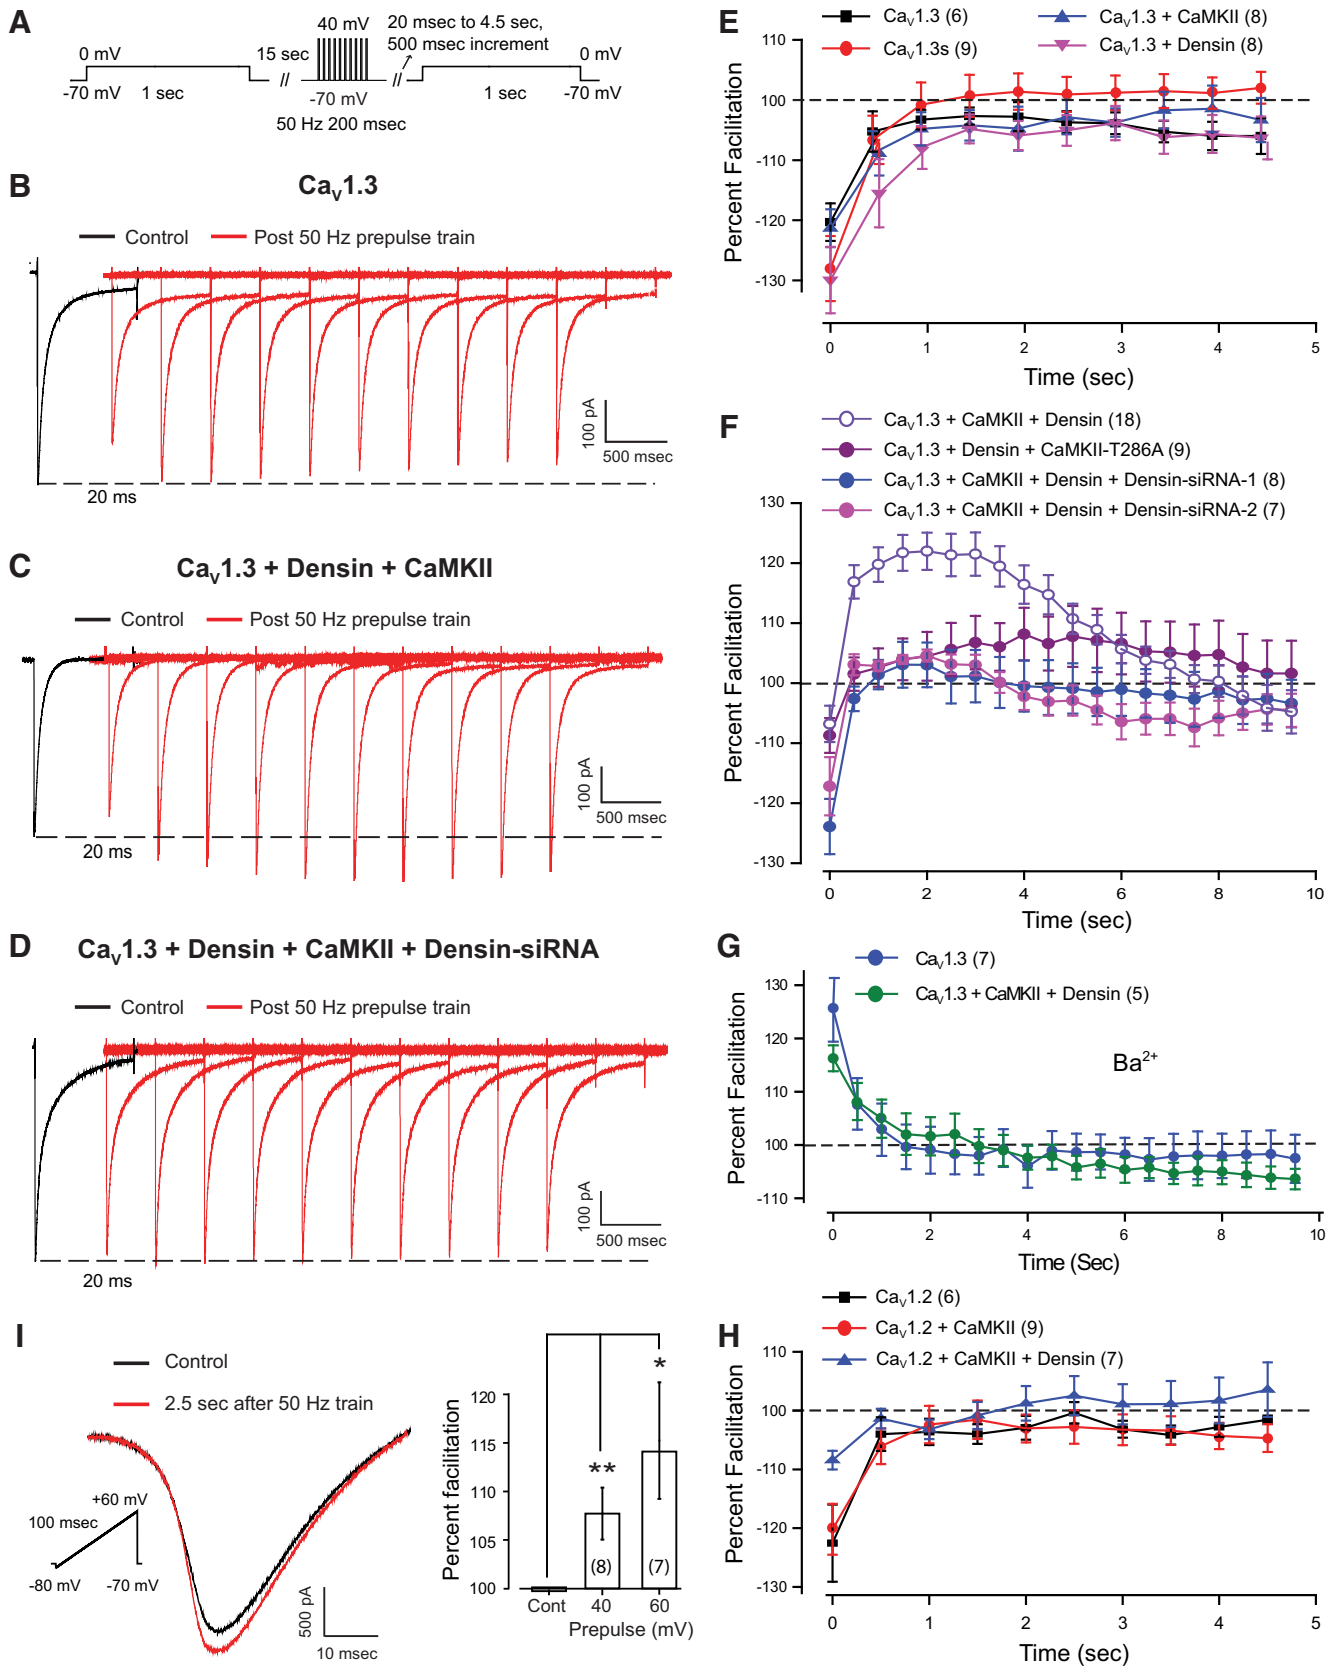 A
0 mV
-70 mV
1 sec
15 sec
40 mV
-70 mV
50 Hz 200 msec
20 msec to 4.5 sec,
500 msec increment
1 sec
0 mV
-70 mV
B
CaV1.3
Control
Post 50 Hz prepulse train
100 pA
500 msec
20 ms
C
CaV1.3 + Densin + CaMKII
Control
Post 50 Hz prepulse train
100 pA
500 msec
20 ms
D
CaV1.3 + Densin + CaMKII + Densin-siRNA
Control
Post 50 Hz prepulse train
100 pA
500 msec
20 ms
E
CaV1.3 (6)
CaV1.3s (9)
CaV1.3 + CaMKII (8)
CaV1.3 + Densin (8)
Percent Facilitation
110
100
-110
-120
-130
0 1 2 3 4 5
Time (sec)
F
CaV1.3 + CaMKII + Densin (18)
CaV1.3 + Densin + CaMKII-T286A (9)
CaV1.3 + CaMKII + Densin + Densin-siRNA-1 (8)
CaV1.3 + CaMKII + Densin + Densin-siRNA-2 (7)
Percent Facilitation
130
120
110
100
-110
-120
-130
0 2 4 6 8 10
Time (sec)
G
CaV1.3 (7)
CaV1.3 + CaMKII + Densin (5)
Ba2+
Percent Facilitation
130
120
110
100
-110
0 2 4 6 8 10
Time (Sec)
H
CaV1.2 (6)
CaV1.2 + CaMKII (9)
CaV1.2 + CaMKII + Densin (7)
Percent Facilitation
110
100
-110
-120
-130
0 1 2 3 4 5
Time (sec)
I
Control
2.5 sec after 50 Hz train
+60 mV
100 msec
-80 mV
-70 mV
500 pA
10 msec
Percent facilitation
120
115
110
105
100
**
*
(8)
(7)
Cont 40 60
Prepulse (mV)